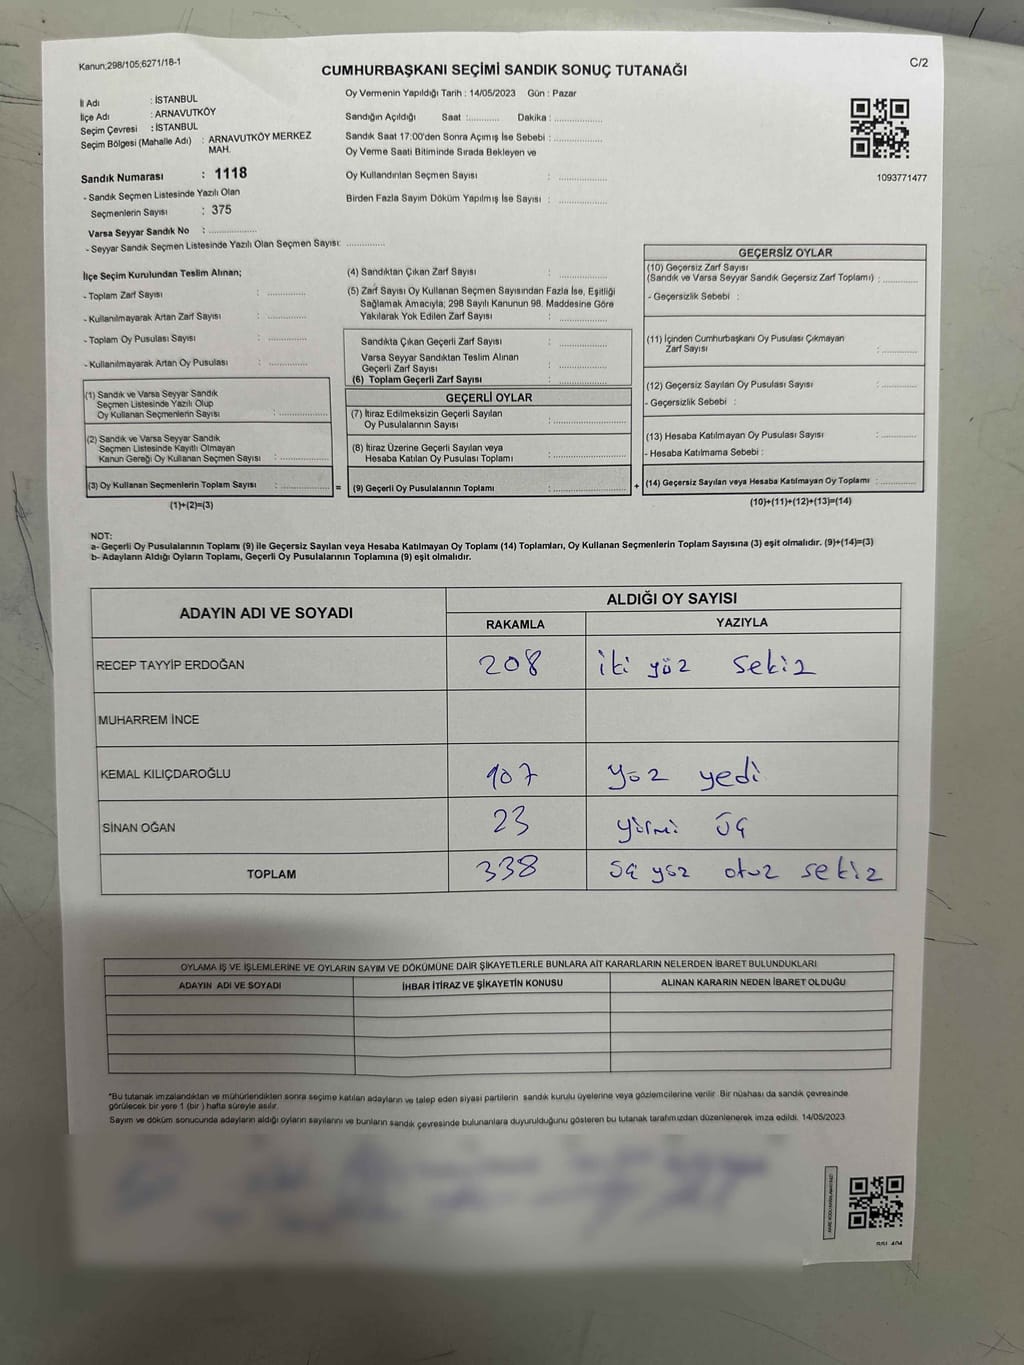 Kanun;298/105;6271/18-1
C/2
CUMHURBAŞKANI SEÇİMİ SANDIK SONUÇ TUTANAĞI
İl Adı : İSTANBUL
İlçe Adı : ARNAVUTKÖY
Seçim Çevresi : İSTANBUL
Seçim Bölgesi (Mahalle Adı) : ARNAVUTKÖY MERKEZ
MAH.
Sandık Numarası : 1118
- Sandık Seçmen Listesinde Yazılı Olan
Seçmenlerin Sayısı : 375
Varsa Seyyar Sandık No : ................
- Seyyar Sandık Seçmen Listesinde Yazılı Olan Seçmen Sayısı: .............
Oy Vermenin Yapıldığı Tarih : 14/05/2023 Gün : Pazar
Sandığın Açıldığı Saat :........... Dakika : ................
Sandık Saat 17:00'den Sonra Açımış İse Sebebi : ................
Oy Verme Saati Bitiminde Sırada Bekleyen ve
Oy Kullandırılan Seçmen Sayısı : ................
Birden Fazla Sayım Döküm Yapılmış İse Sayısı : ................
1093771477
İlçe Seçim Kurulundan Teslim Alınan;
- Toplam Zarf Sayısı : .............
- Kullanılmayarak Artan Zarf Sayısı : .............
- Toplam Oy Pusulası Sayısı : .............
- Kullanılmayarak Artan Oy Pusulası : .............
(1) Sandık ve Varsa Seyyar Sandık
Seçmen Listesinde Yazılı Olup
Oy Kullanan Seçmenlerin Sayısı : ................
(2) Sandık ve Varsa Seyyar Sandık
Seçmen Listesinde Kayıtlı Olmayan
Kanun Gereği Oy Kullanan Seçmen Sayısı : ................
(3) Oy Kullanan Seçmenlerin Toplam Sayısı : ................ =
(1)+(2)=(3)
(4) Sandıktan Çıkan Zarf Sayısı : ................
(5) Zarf Sayısı Oy Kullanan Seçmen Sayısından Fazla İse, Eşitliği
Sağlamak Amacıyla; 298 Sayılı Kanunun 98. Maddesine Göre
Yakılarak Yok Edilen Zarf Sayısı : ................
Sandıkta Çıkan Geçerli Zarf Sayısı : ................
Varsa Seyyar Sandıktan Teslim Alınan
Geçerli Zarf Sayısı : ................
(6) Toplam Geçerli Zarf Sayısı : ................
GEÇERLİ OYLAR
(7) İtiraz Edilmeksizin Geçerli Sayılan
Oy Pusulalarının Sayısı : ................
(8) İtiraz Üzerine Geçerli Sayılan veya
Hesaba Katılan Oy Pusulası Toplamı : ................
(9) Geçerli Oy Pusulalarının Toplamı : ................ +
GEÇERSİZ OYLAR
(10) Geçersiz Zarf Sayısı
(Sandık ve Varsa Seyyar Sandık Geçersiz Zarf Toplamı) : ............
- Geçersizlik Sebebi :
(11) İçinden Cumhurbaşkanı Oy Pusulası Çıkmayan
Zarf Sayısı : ............
(12) Geçersiz Sayılan Oy Pusulası Sayısı : ............
- Geçersizlik Sebebi :
(13) Hesaba Katılmayan Oy Pusulası Sayısı : ............
- Hesaba Katılmama Sebebi :
(14) Geçersiz Sayılan veya Hesaba Katılmayan Oy Toplamı : ............
(10)+(11)+(12)+(13)=(14)
NOT:
a- Geçerli Oy Pusulalarının Toplamı (9) ile Geçersiz Sayılan veya Hesaba Katılmayan Oy Toplamı (14) Toplamları, Oy Kullanan Seçmenlerin Toplam Sayısına (3) eşit olmalıdır. (9)+(14)=(3)
b- Adayların Aldığı Oyların Toplamı, Geçerli Oy Pusulalarının Toplamına (9) eşit olmalıdır.
ADAYIN ADI VE SOYADI ALDIĞI OY SAYISI
RAKAMLA YAZIYLA
RECEP TAYYİP ERDOĞAN 208 iki yüz sekiz
MUHARREM İNCE
KEMAL KILIÇDAROĞLU 107 yüz yedi
SİNAN OĞAN 23 yirmi üç
TOPLAM 338 üç yüz otuz sekiz
OYLAMA İŞ VE İŞLEMLERİNE VE OYLARIN SAYIM VE DÖKÜMÜNE DAİR ŞİKAYETLERLE BUNLARA AİT KARARLARIN NELERDEN İBARET BULUNDUKLARI
ADAYIN ADI VE SOYADI İHBAR İTİRAZ VE ŞİKAYETİN KONUSU ALINAN KARARIN NEDEN İBARET OLDUĞU
*Bu tutanak imzalandıktan ve mühürlendikten sonra seçime katılan adayların ve talep eden siyasi partilerin sandık kurulu üyelerine veya gözlemcilerine verilir. Bir nüshası da sandık çevresinde
görülecek bir yere 1 (bir ) hafta süreyle asılır.
Sayım ve döküm sonucunda adayların aldığı oyların sayılarını ve bunların sandık çevresinde bulunanlara duyurulduğunu gösteren bu tutanak tarafımızdan düzenlenerek imza edildi. 14/05/2023